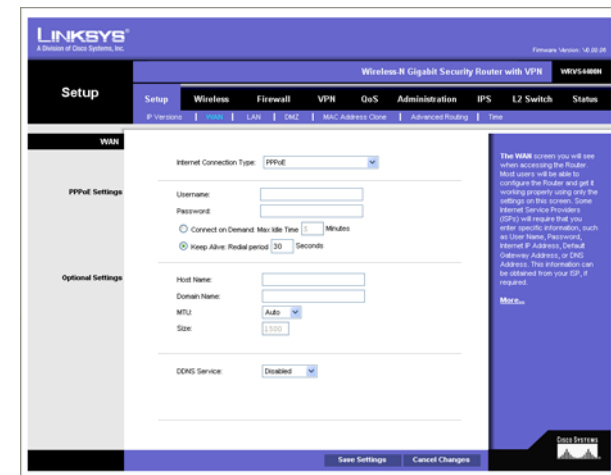 LINKSYS®
A Division of Cisco Systems, Inc.
Firmware Version: V0.00.06
Wireless-N Gigabit Security Router with VPN WRVS4400N
Setup
Setup Wireless Firewall VPN QoS Administration IPS L2 Switch Status
IP Versions | WAN | LAN | DMZ | MAC Address Clone | Advanced Routing | Time
WAN
Internet Connection Type: PPPoE
PPPoE Settings
Username:
Password:
Connect on Demand: Max Idle Time 5 Minutes
Keep Alive: Redial period 30 Seconds
Optional Settings
Host Name:
Domain Name:
MTU: Auto
Size: 1500
DDNS Service: Disabled
The WAN screen you will see
when accessing the Router.
Most users will be able to
configure the Router and get it
working properly using only the
settings on this screen. Some
Internet Service Providers
(ISPs) will require that you
enter specific information, such
as User Name, Password,
Internet IP Address, Default
Gateway Address, or DNS
Address. This information can
be obtained from your ISP, if
required.
More...
Save Settings Cancel Changes
CISCO SYSTEMS